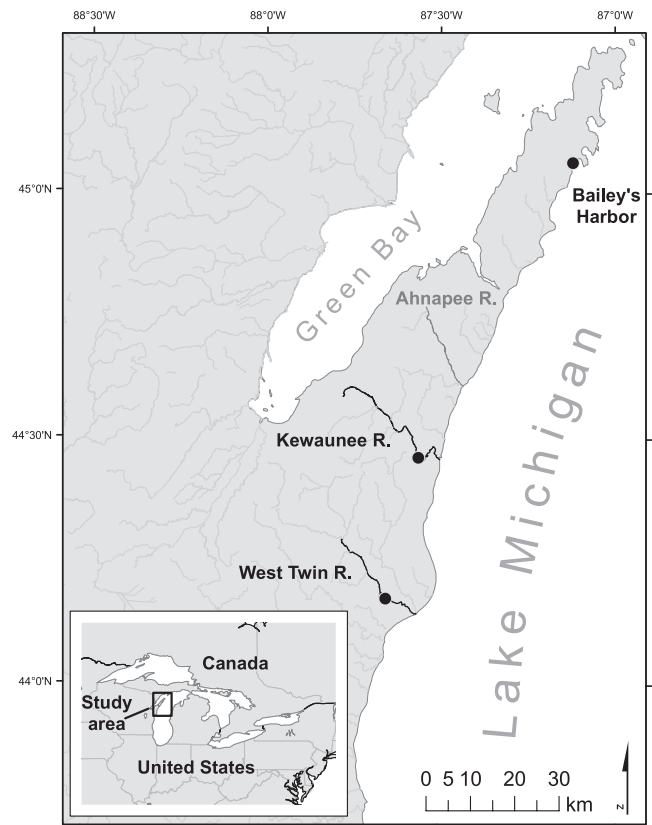 88°30'W 88°0'W 87°30'W 87°0'W
45°0'N
Bailey's
Harbor
Green Bay
Ahnapee R.
Lake Michigan
44°30'N
Kewaunee R.
West Twin R.
44°0'N
Canada
Study
area
United States
0 5 10 20 30
km
N